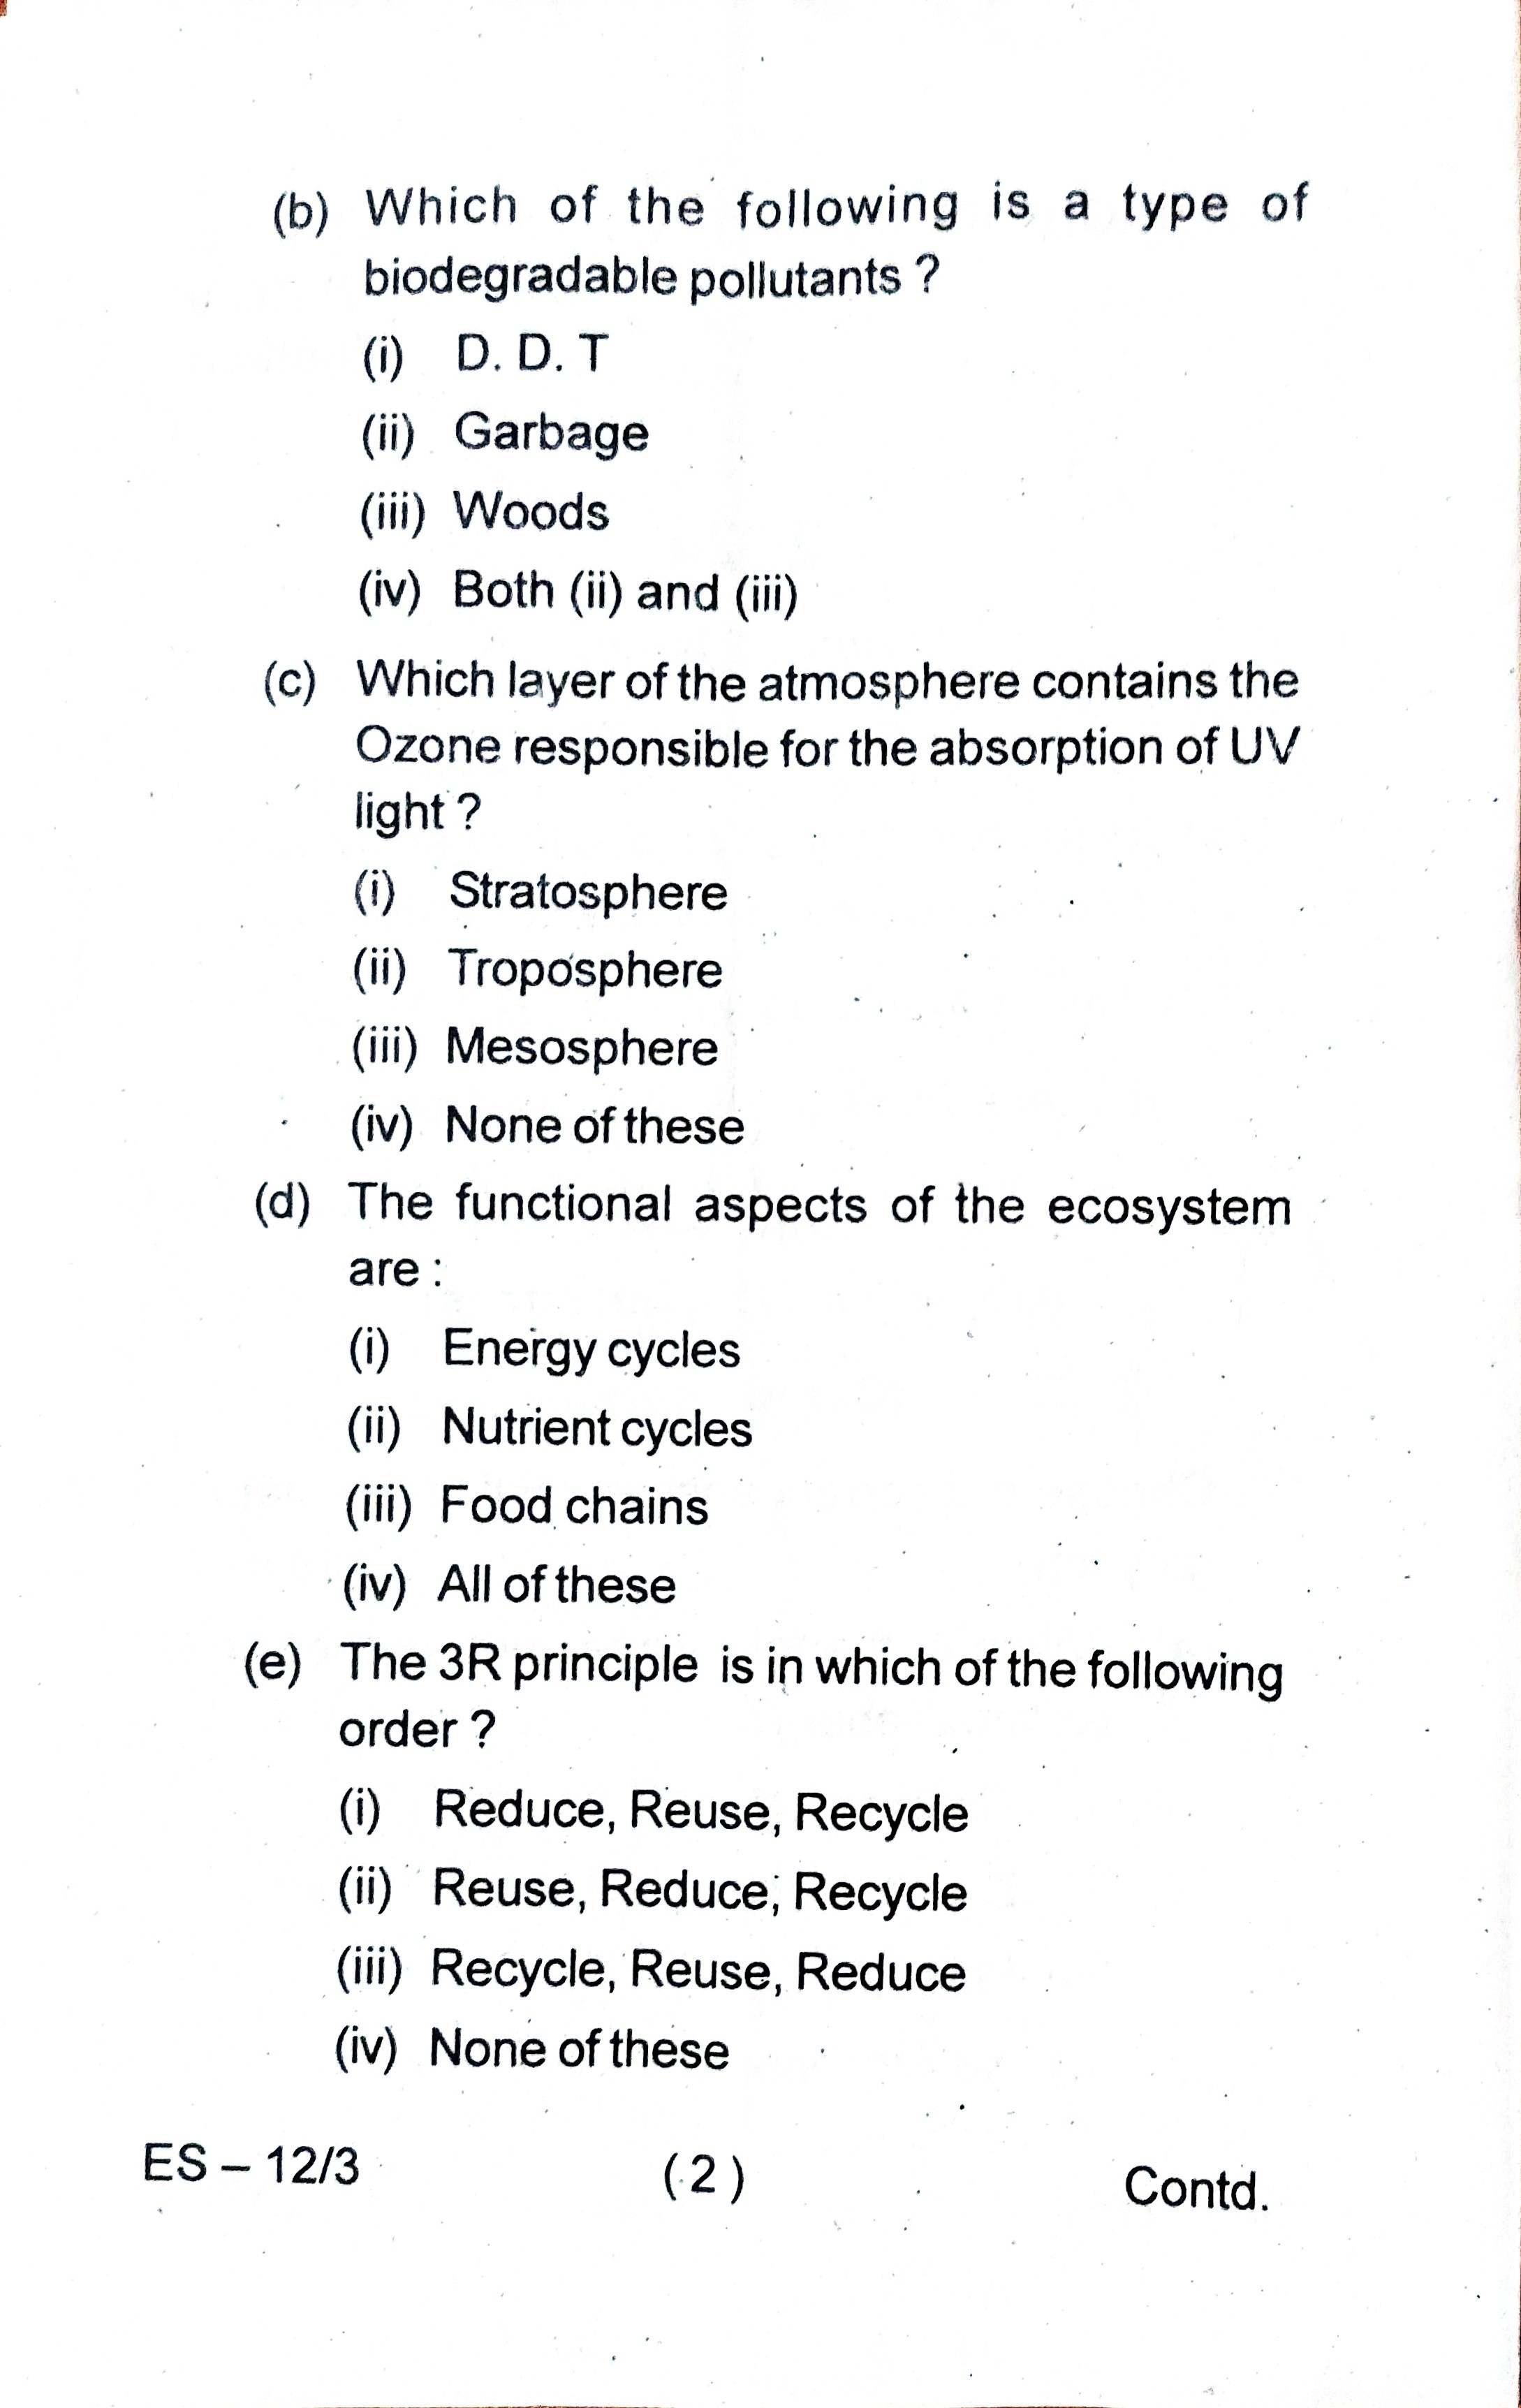 (b) Which of the following is a type of
biodegradable pollutants ?
(i) D. D. T
(ii) Garbage
(iii) Woods
(iv) Both (ii) and (iii)
(c) Which layer of the atmosphere contains the
Ozone responsible for the absorption of UV
light ?
(i) Stratosphere
(ii) Troposphere
(iii) Mesosphere
(iv) None of these
(d) The functional aspects of the ecosystem
are :
(i) Energy cycles
(ii) Nutrient cycles
(iii) Food chains
(iv) All of these
(e) The 3R principle is in which of the following
order ?
(i) Reduce, Reuse, Recycle
(ii) Reuse, Reduce, Recycle
(iii) Recycle, Reuse, Reduce
(iv) None of these
ES – 12/3 (2) Contd.